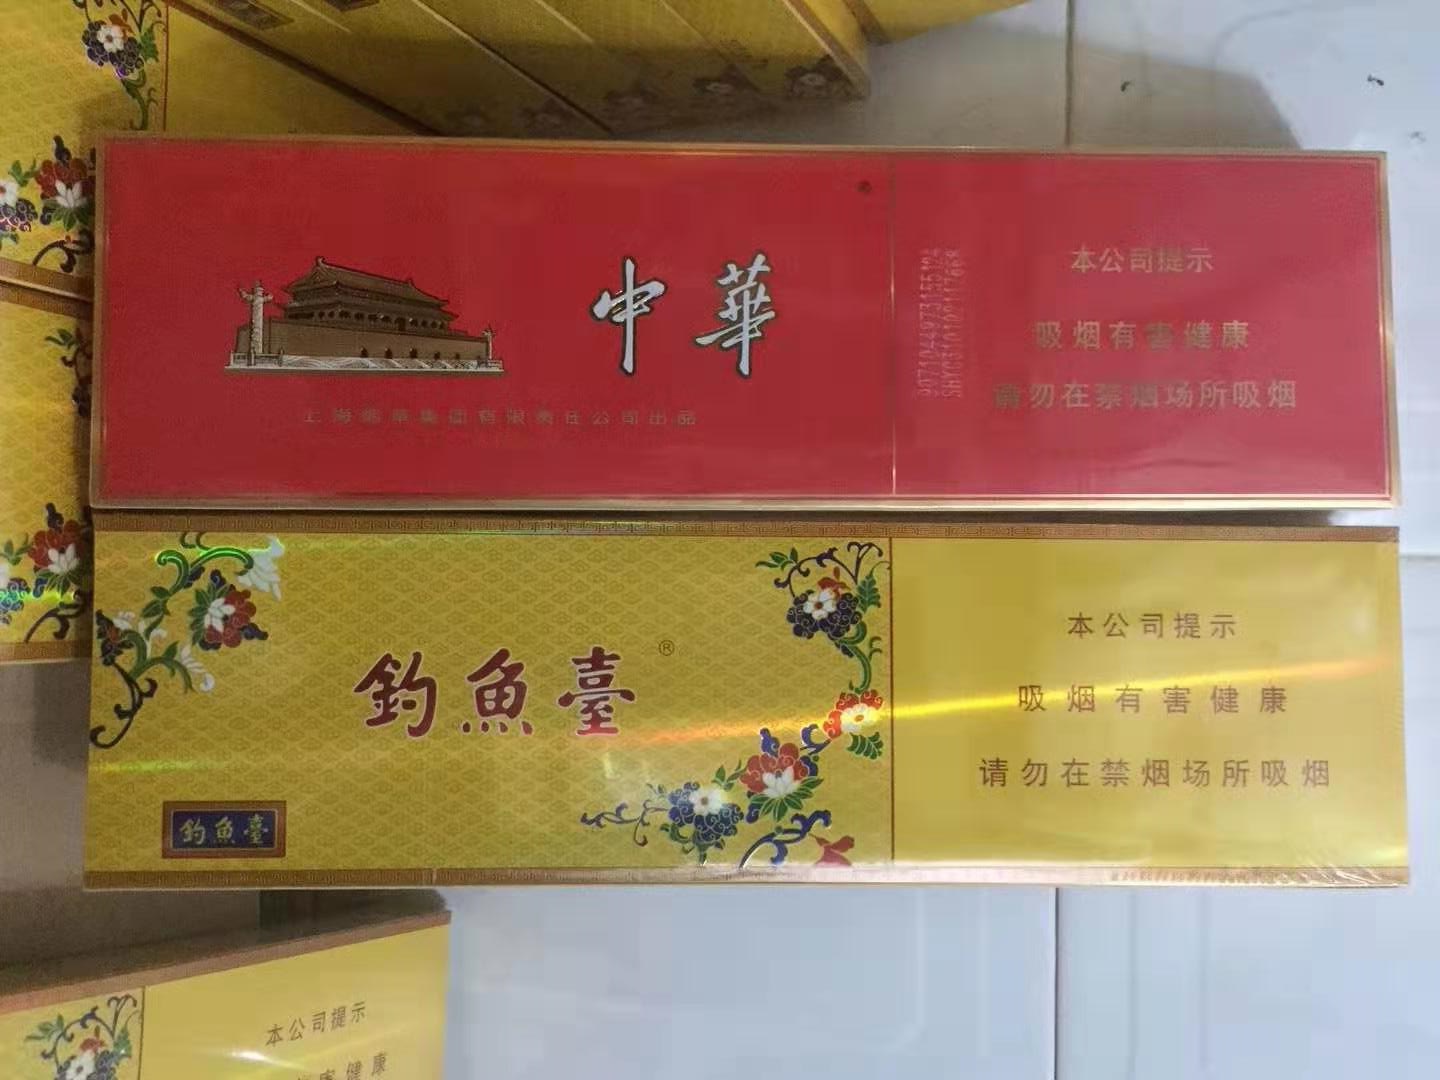 中華
上海烟草集团有限责任公司出品
本公司提示
吸烟有害健康
请勿在禁烟场所吸烟
釣魚臺®
釣魚臺
本公司提示
吸烟有害健康
请勿在禁烟场所吸烟
本公司提示
害健康